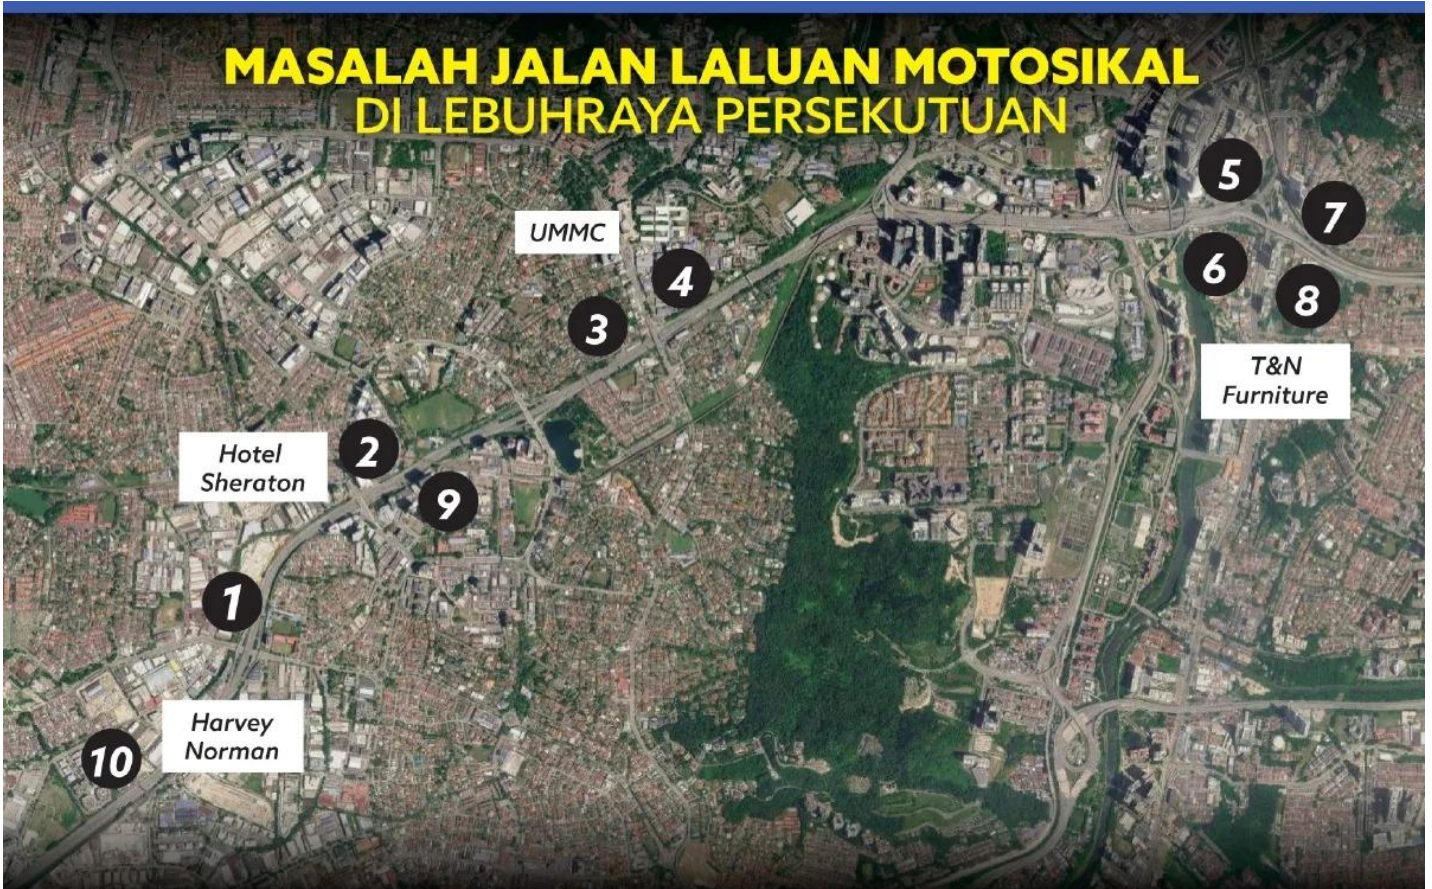 MASALAH JALAN LALUAN MOTOSIKAL
DI LEBUHRAYA PERSEKUTUAN
5
7
UMMC
4
6
8
3
T&N
Furniture
Hotel
Sheraton
2
9
1
Harvey
Norman
10